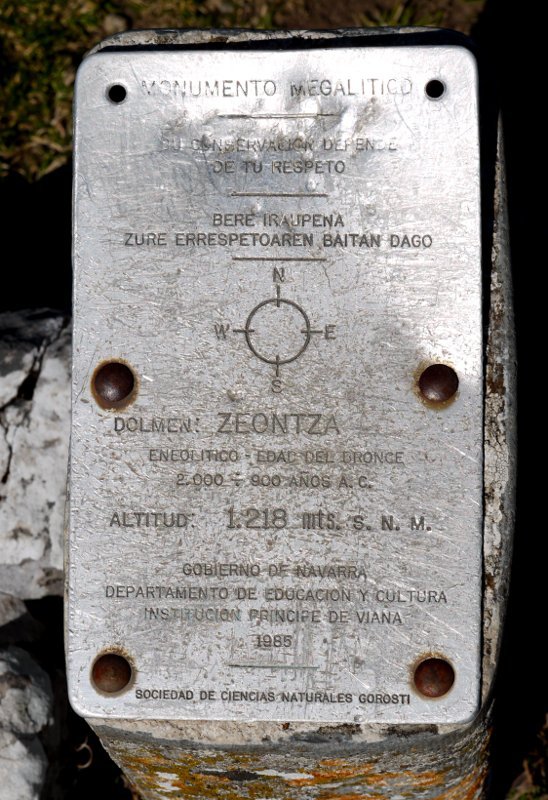 MONUMENTO MEGALITICO
SU CONSERVACION DEPENDE
DE TU RESPETO
BERE IRAUPENA
ZURE ERRESPETOAREN BAITAN DAGO
N
W E
S
DOLMEN: ZEONTZA
ENEOLITICO - EDAD DEL BRONCE
2.000 ÷ 900 AÑOS A.C.
ALTITUD: 1.218 mts. S. N. M.
GOBIERNO DE NAVARRA
DEPARTAMENTO DE EDUCACION Y CULTURA
INSTITUCION PRINCIPE DE VIANA
1985
SOCIEDAD DE CIENCIAS NATURALES GOROSTI